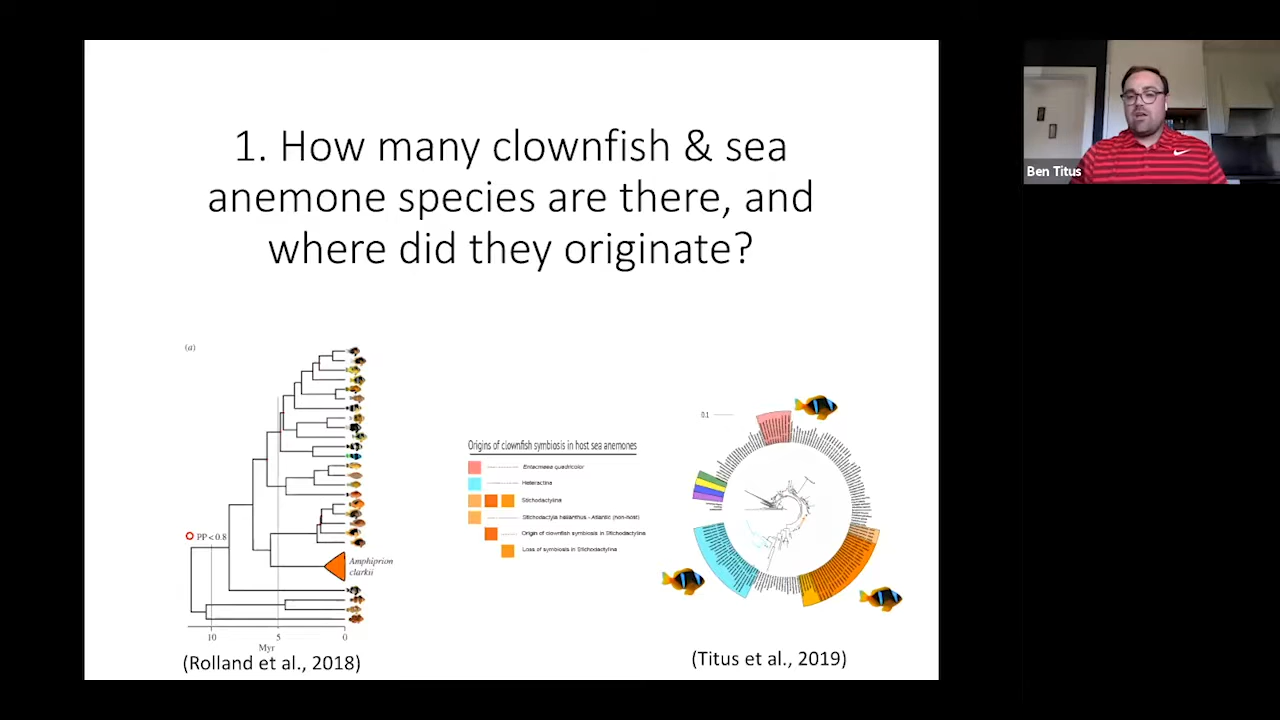 1. How many clownfish & sea
anemone species are there, and
where did they originate?
(a)
PP < 0.8
Amphiprion
clarkii
10
5
0
Myr
(Rolland et al., 2018)
Origins of clownfish symbiosis in host sea anemones
Entacmaea quadricolor
Heteractina
Stichodactylina
Stichodactyla helianthus - Atlantic (non-host)
Origin of clownfish symbiosis in Stichodactylina
Loss of symbiosis in Stichodactylina
0.1
(Titus et al., 2019)
Ben Titus